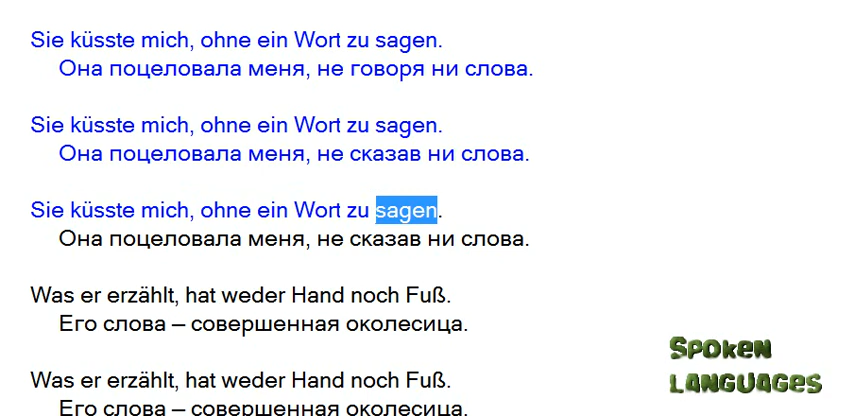 Sie küsste mich, ohne ein Wort zu sagen.
Она поцеловала меня, не говоря ни слова.
Sie küsste mich, ohne ein Wort zu sagen.
Она поцеловала меня, не сказав ни слова.
Sie küsste mich, ohne ein Wort zu sagen.
Она поцеловала меня, не сказав ни слова.
Was er erzählt, hat weder Hand noch Fuß.
Его слова – совершенная околесица.
Was er erzählt, hat weder Hand noch Fuß.
Его слова – совершенная околесица.
Spoken
Languages